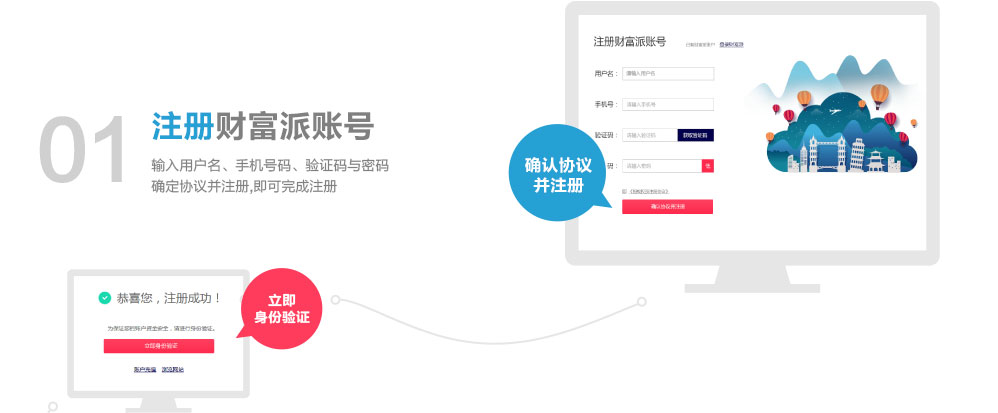 01
注册财富派账号
输入用户名、手机号码、验证码与密码
确定协议并注册,即可完成注册
注册财富派账号
已有财富派账户
登录财富派
用户名：
请输入用户名
手机号：
请输入手机号
验证码：
请输入验证码
获取验证码
码：
请输入密码
确认协议
并注册
确认协议并注册
恭喜您，注册成功！
立即
身份验证
为保证您的账户资金安全，请进行身份验证。
立即身份验证
账户充值
浏览网站